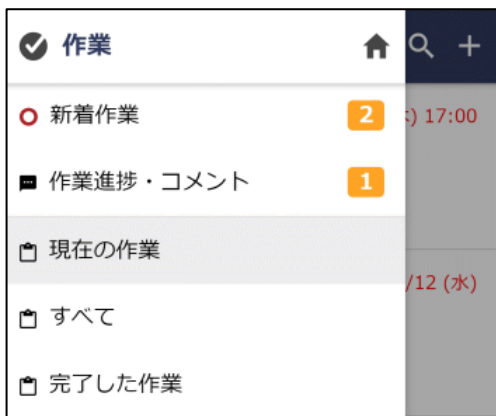 作業
新着作業 2
) 17:00
作業進捗・コメント 1
現在の作業
/12 (水)
すべて
完了した作業